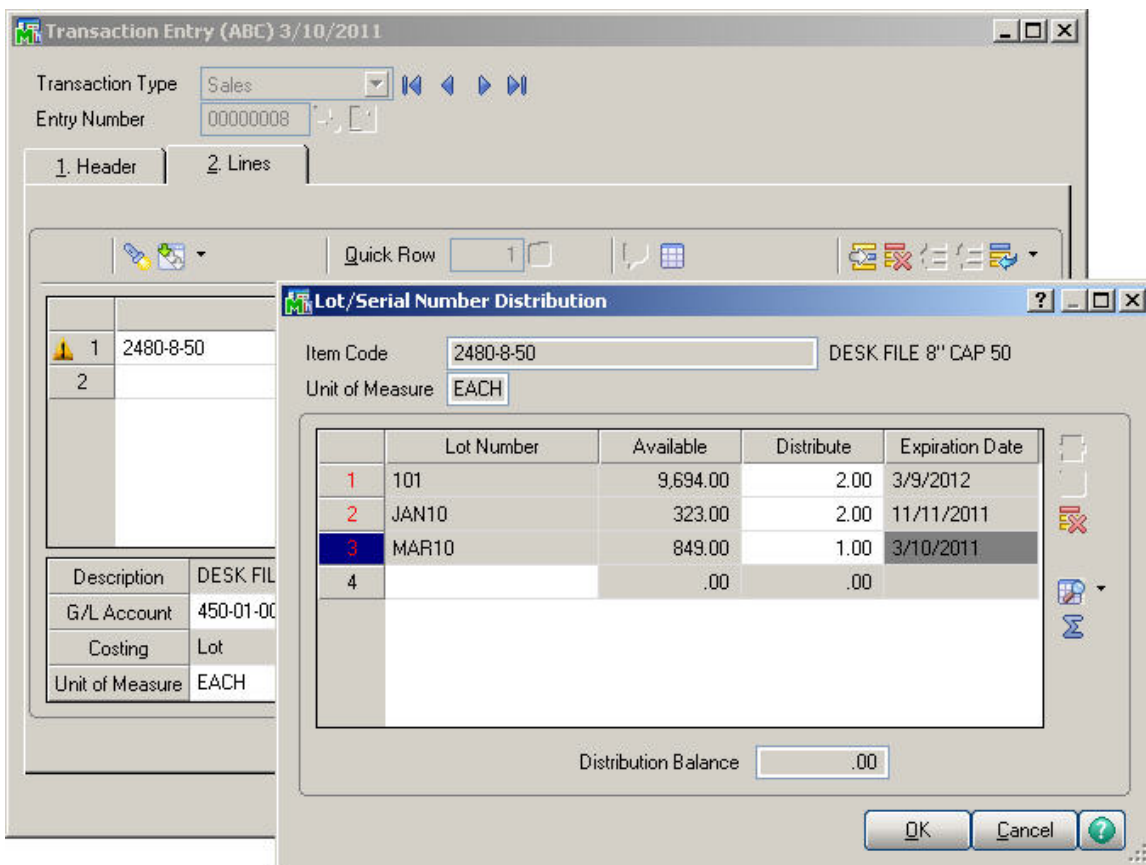 Transaction Entry (ABC) 3/10/2011
Transaction Type Sales
Entry Number 00000008
1. Header 2. Lines
Quick Row 1
1 2480-8-50
2
Description DESK FIL
G/L Account 450-01-00
Costing Lot
Unit of Measure EACH
Lot/Serial Number Distribution
Item Code 2480-8-50 DESK FILE 8" CAP 50
Unit of Measure EACH
Lot Number Available Distribute Expiration Date
1 101 9,694.00 2.00 3/9/2012
2 JAN10 323.00 2.00 11/11/2011
3 MAR10 849.00 1.00 3/10/2011
4 .00 .00
Distribution Balance .00
OK Cancel